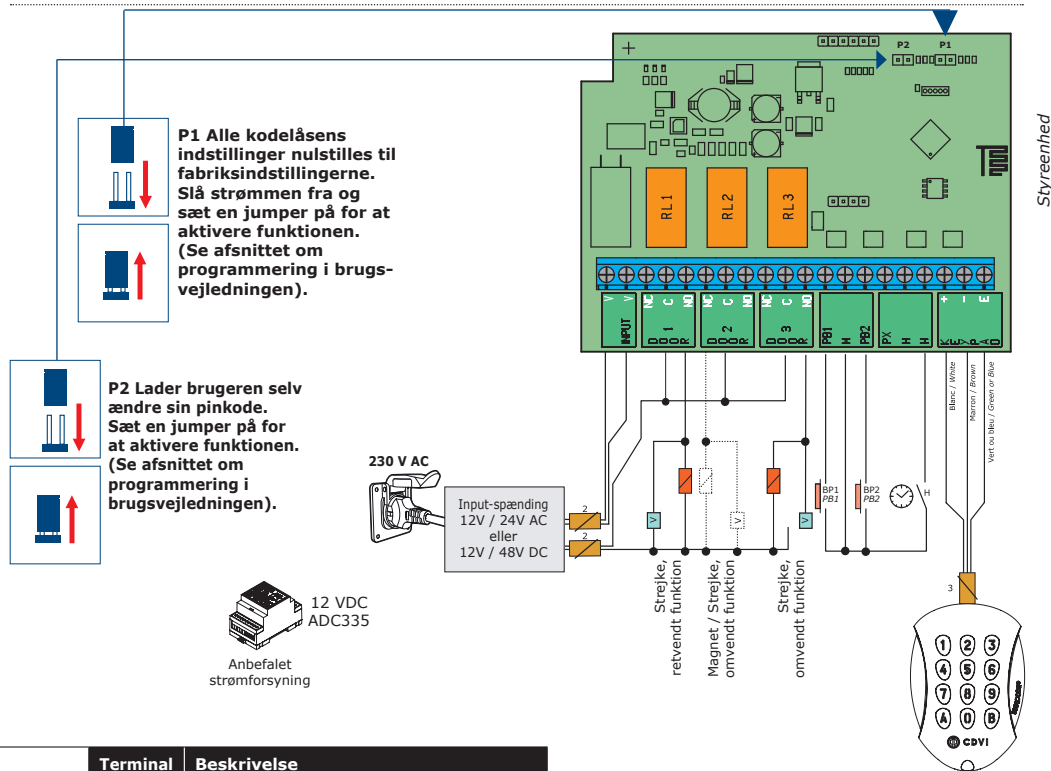 P2
P1
Styreenhed
P1 Alle kodelåsens
indstillinger nulstilles til
fabriksindstillingerne.
Slå strømmen fra og
sæt en jumper på for at
aktivere funktionen.
(Se afsnittet om
programmering i brugs-
vejledningen).
RL1
RL2
RL3
V V
INPUT
NC C NO
DOOR1
NC C NO
DOOR2
NC C NO
DOOR3
PB1
M
PB2
PX
H
H
+ - E
KEYPAD
P2 Lader brugeren selv
ændre sin pinkode.
Sæt en jumper på for
at aktivere funktionen.
(Se afsnittet om
programmering i
brugsvejledningen).
Blanc / White
Marron / Brown
Vert ou bleu / Green or Blue
230 V AC
Input-spænding
12V / 24V AC
eller
12V / 48V DC
2
2
V
V
V
BP1
PB1
BP2
PB2
H
Strejke,
retvendt funktion
Magnet / Strejke,
omvendt funktion
Strejke,
omvendt funktion
3
12 VDC
ADC335
Anbefalet
strømforsyning
1 2 3
4 5 6
7 8 9
A 0 B
CDVI
Terminal Beskrivelse